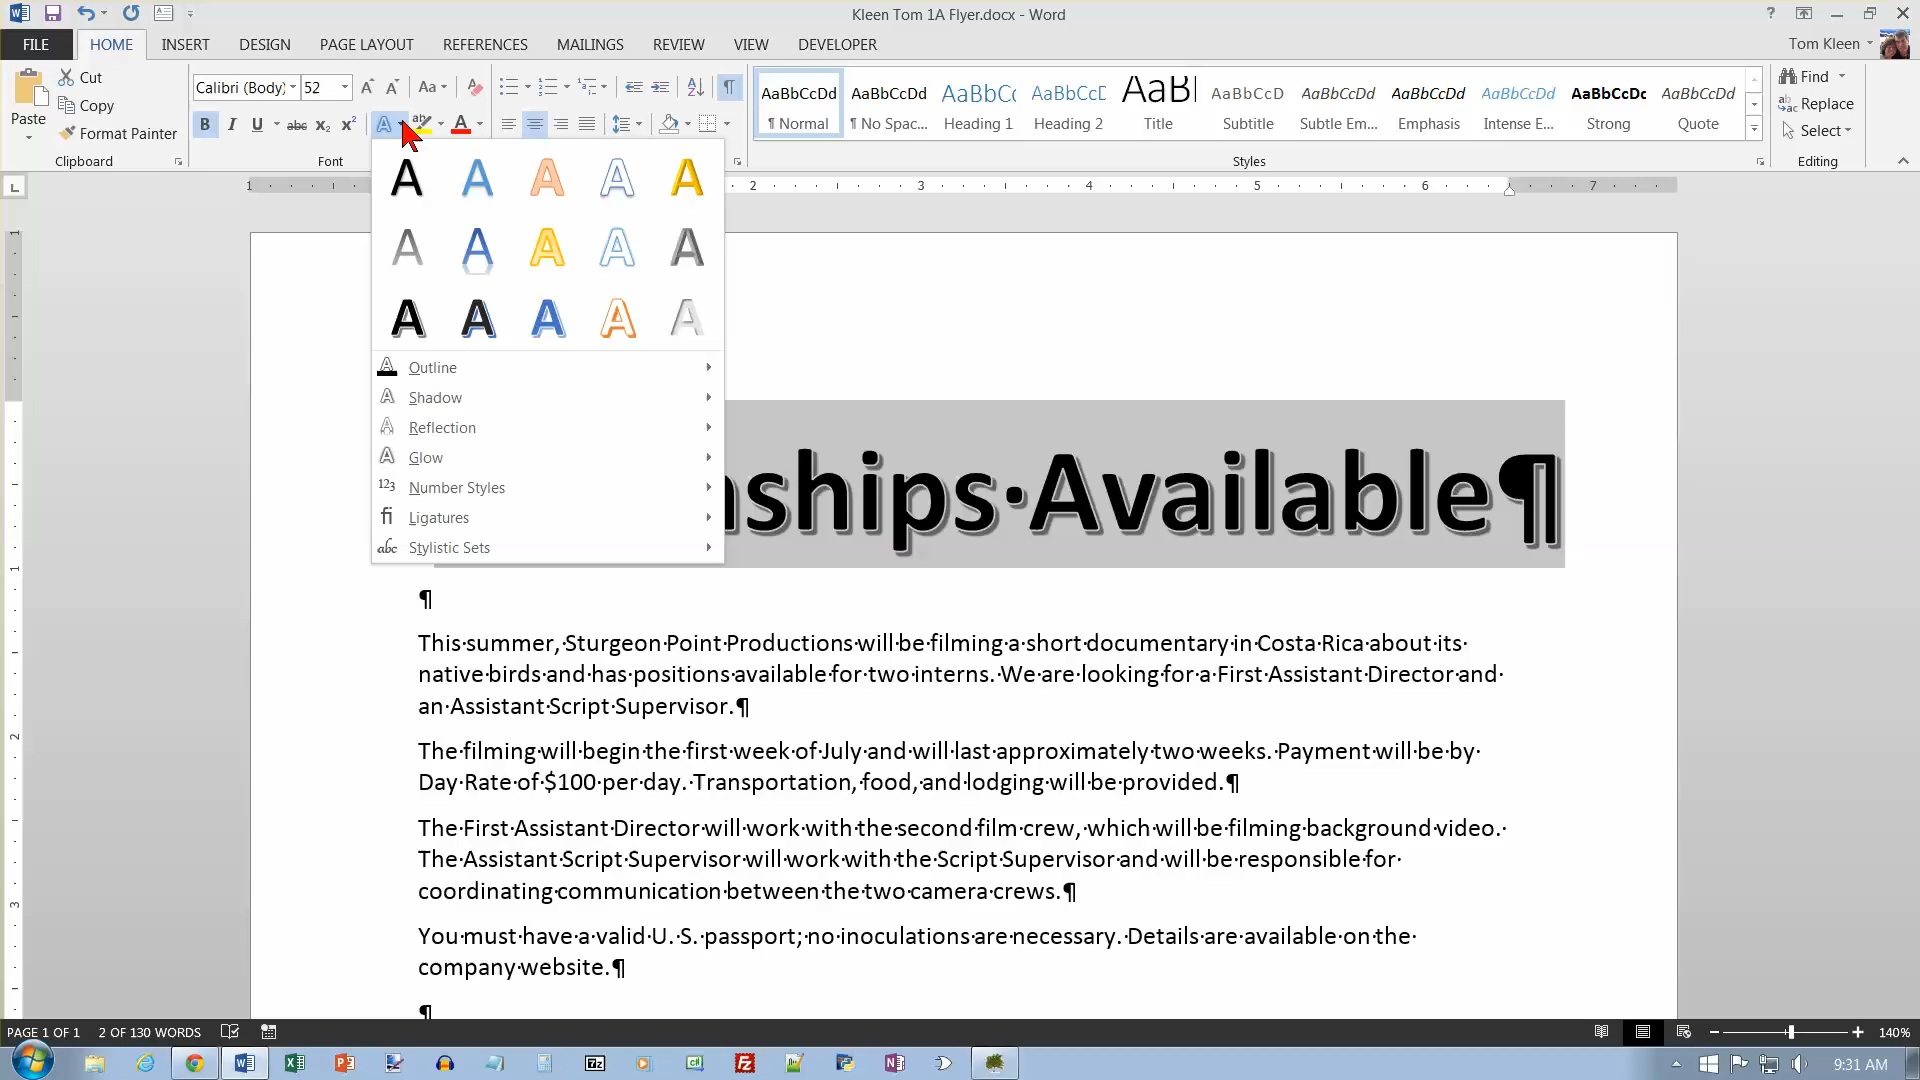 Kleen Tom 1A Flyer.docx - Word
FILE
HOME
INSERT
DESIGN
PAGE LAYOUT
REFERENCES
MAILINGS
REVIEW
VIEW
DEVELOPER
Tom Kleen
Paste
Cut
Copy
Format Painter
Clipboard
Calibri (Body)
52
Font
AaBbCcDd
¶ Normal
AaBbCcDd
¶ No Spac...
AaBbC(
Heading 1
AaBbCcE
Heading 2
AaBl
Title
AaBbCcD
Subtitle
AaBbCcDd
Subtle Em...
AaBbCcDd
Emphasis
AaBbCcDd
Intense E...
AaBbCcDc
Strong
AaBbCcDd
Quote
Styles
Find
Replace
Select
Editing
1 2 3 4 5 6 7
Outline
Shadow
Reflection
Glow
Number Styles
Ligatures
Stylistic Sets
nships·Available¶
¶
This·summer,·Sturgeon·Point·Productions·will·be·filming·a·short·documentary·in·Costa·Rica·about·its·
native·birds·and·has·positions·available·for·two·interns.·We·are·looking·for·a·First·Assistant·Director·and·
an·Assistant·Script·Supervisor.¶
The·filming·will·begin·the·first·week·of·July·and·will·last·approximately·two·weeks.·Payment·will·be·by·
Day·Rate·of·$100·per·day.·Transportation,·food,·and·lodging·will·be·provided.¶
The·First·Assistant·Director·will·work·with·the·second·film·crew,·which·will·be·filming·background·video.·
The·Assistant·Script·Supervisor·will·work·with·the·Script·Supervisor·and·will·be·responsible·for·
coordinating·communication·between·the·two·camera·crews.¶
You·must·have·a·valid·U.·S.·passport;·no·inoculations·are·necessary.·Details·are·available·on·the·
company·website.¶
¶
PAGE 1 OF 1
2 OF 130 WORDS
140%
9:31 AM